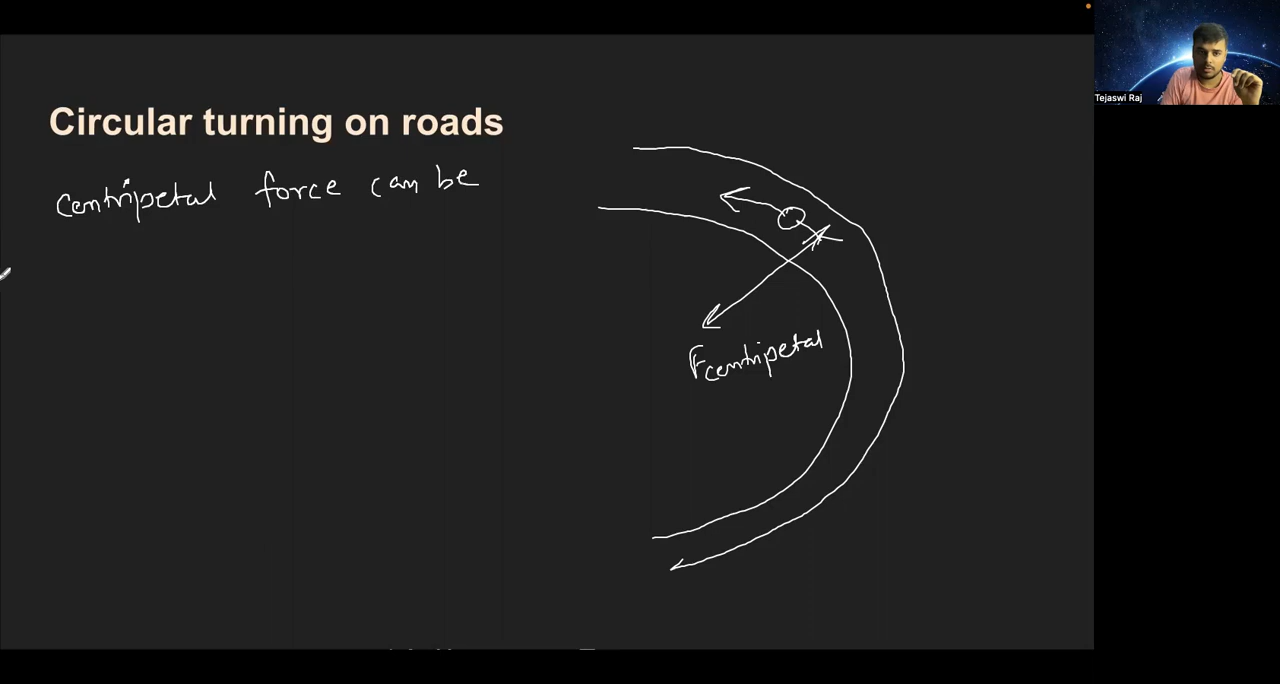 Circular turning on roads
centripetal force can be
Fcentripetal
Tejaswi Raj